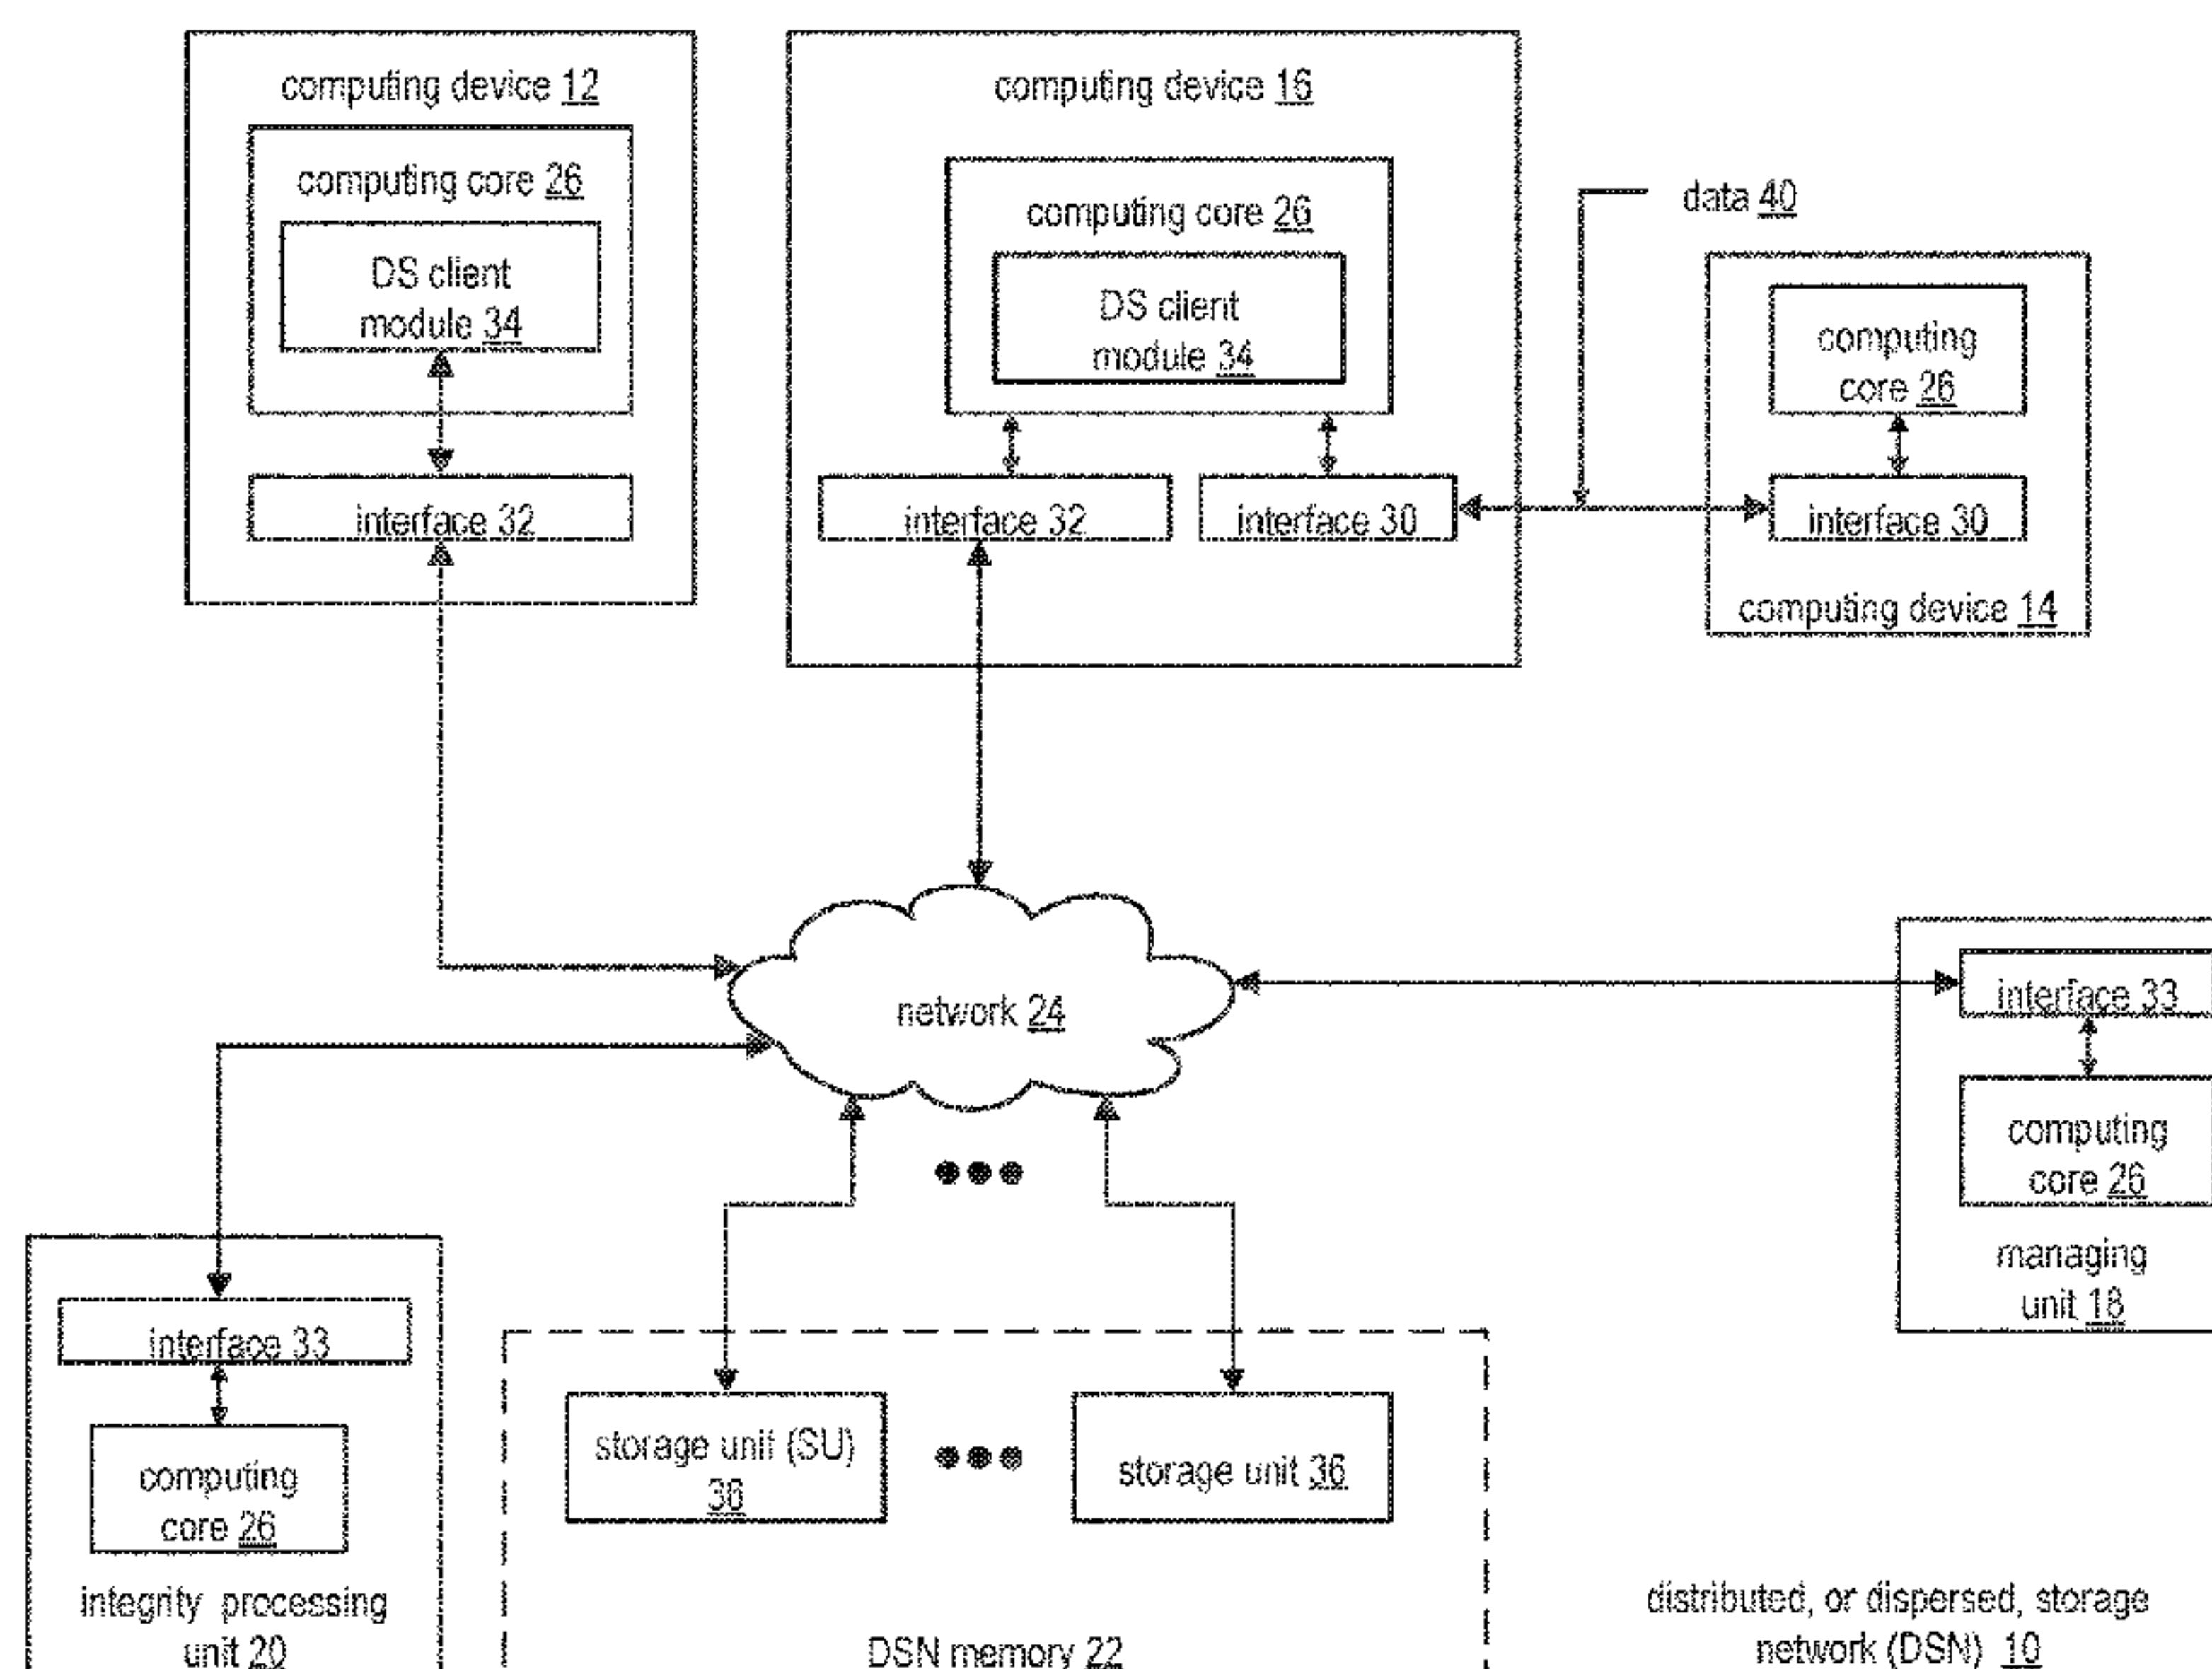 computing device 12
computing core 26
DS client
module 34
interface 32
computing device 16
computing core 26
DS client
module 34
interface 32
interface 30
data 40
computing
core 26
interface 30
computing device 14
network 24
interface 33
computing
core 26
managing
unit 18
interface 33
computing
core 26
integrity processing
unit 20
storage unit (SU)
36
storage unit 36
DSN memory 22
distributed, or dispersed, storage
network (DSN) 10